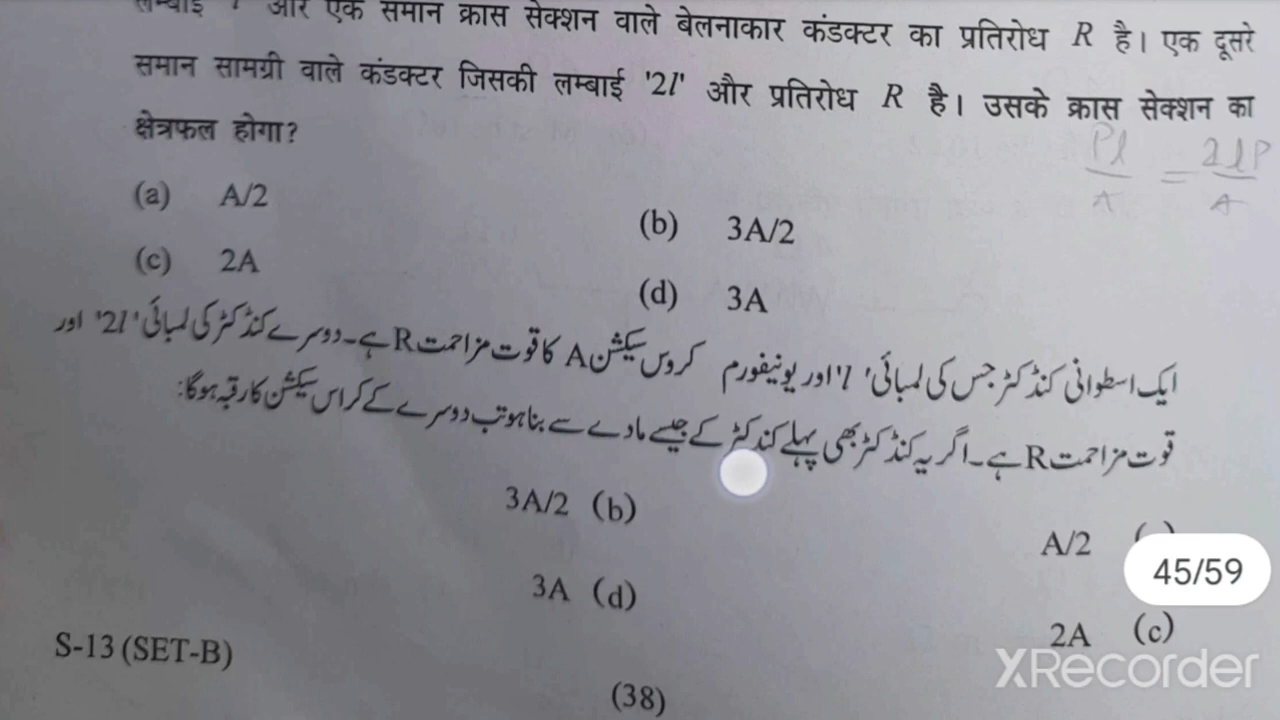 लम्बाई ' और एक समान क्रास सेक्शन वाले बेलनाकार कंडक्टर का प्रतिरोध R है। एक दूसरे
समान सामग्री वाले कंडक्टर जिसकी लम्बाई '2l' और प्रतिरोध R है। उसके क्रास सेक्शन का
क्षेत्रफल होगा?
Pl/A = 2lP/A
(a) A/2
(b) 3A/2
(c) 2A
(d) 3A
ایک اسطوانی کنڈکٹر جس کی لمبائی 'l' اور یونیفورم کروس سیکشن A کا قوت مزاحمت R ہے۔ دوسرے کنڈکٹر کی لمبائی '2l' اور
قوت مزاحمت R ہے۔ اگر یہ کنڈکٹر بھی پہلے کنڈکٹر کے جیسے مادے سے بنا ہو تب دوسرے کے کراس سیکشن کا رقبہ ہوگا:
3A/2 (b)
A/2
3A (d)
2A (c)
45/59
S-13 (SET-B)
(38)
XRecorder